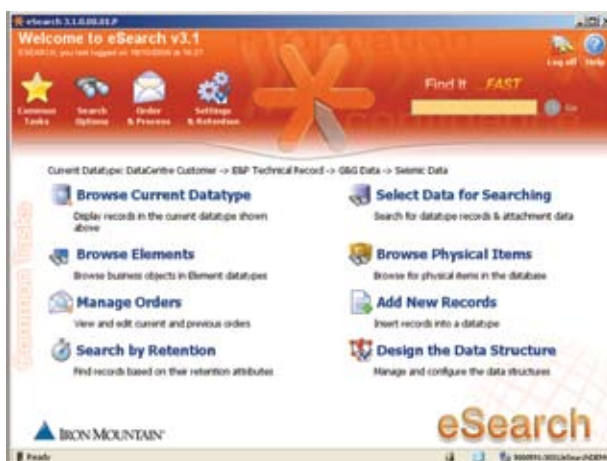 eSearch 3.1.0.00.01.P
Welcome to eSearch v3.1
Log off Help
Find It ...FAST
Go
Common Tasks
Search Options
Order & Process
Settings & Retention
Current Datatype: DataCentre Customer -> E&P Technical Record -> G&G Data -> Seismic Data
Common Tasks
Browse Current Datatype
Display records in the current datatype shown
above
Select Data for Searching
Search for datatype records & attachment data
Browse Elements
Browse business objects in Element datatypes
Browse Physical Items
Browse for physical items in the database
Manage Orders
View and edit current and previous orders
Add New Records
Insert records into a datatype
Search by Retention
Find records based on their retention attributes
Design the Data Structure
Manage and configure the data structures
IRON MOUNTAIN
eSearch
Ready